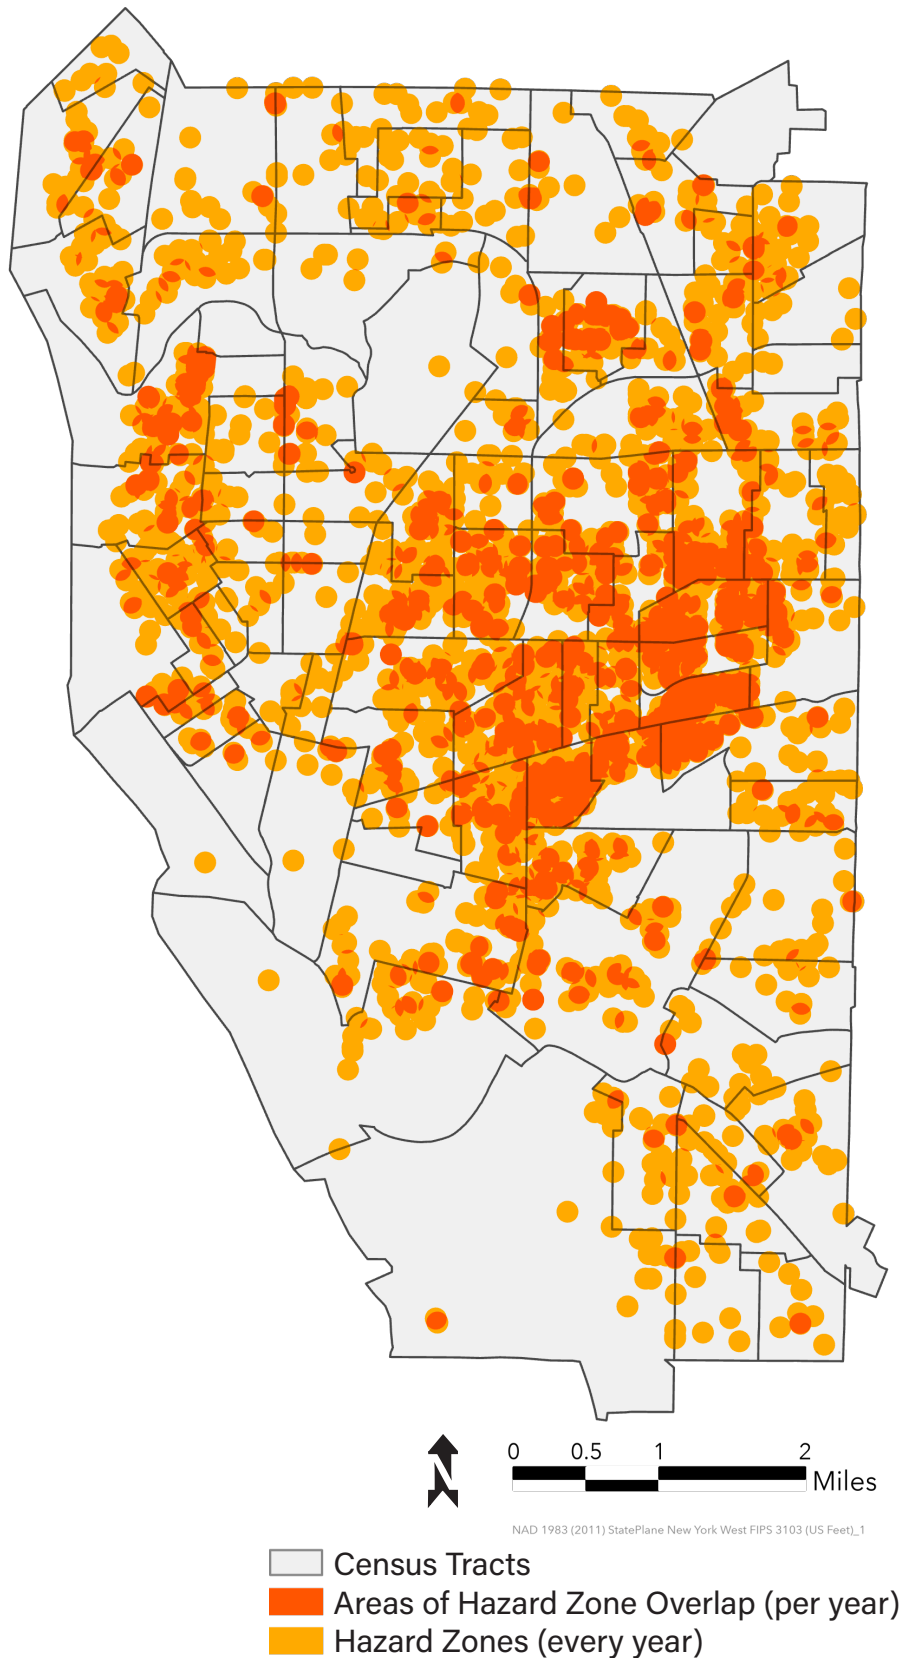 0 0.5 1 2
Miles
NAD 1983 (2011) StatePlane New York West FIPS 3103 (US Feet)_1
Census Tracts
Areas of Hazard Zone Overlap (per year)
Hazard Zones (every year)